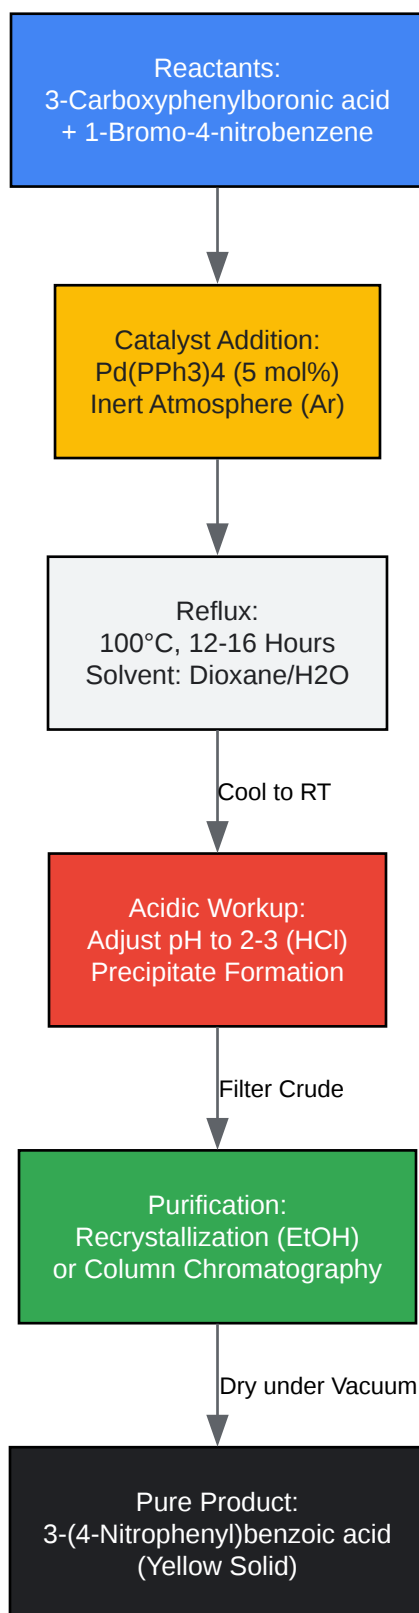 Reactants:
3-Carboxyphenylboronic acid
+ 1-Bromo-4-nitrobenzene
Catalyst Addition:
Pd(PPh3)4 (5 mol%)
Inert Atmosphere (Ar)
Reflux:
100°C, 12-16 Hours
Solvent: Dioxane/H2O
Cool to RT
Acidic Workup:
Adjust pH to 2-3 (HCl)
Precipitate Formation
Filter Crude
Purification:
Recrystallization (EtOH)
or Column Chromatography
Dry under Vacuum
Pure Product:
3-(4-Nitrophenyl)benzoic acid
(Yellow Solid)